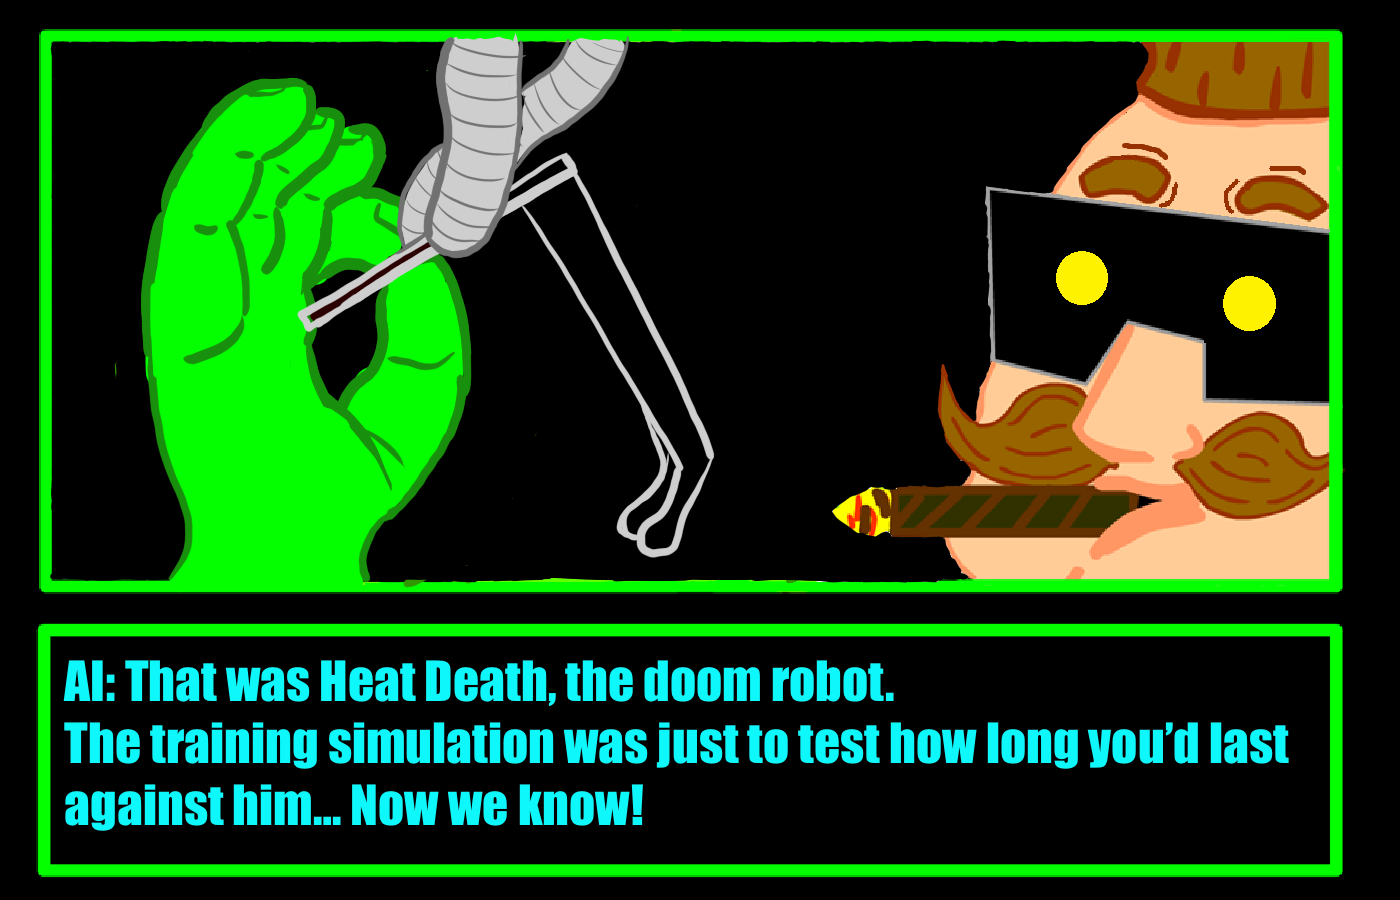 AI: That was Heat Death, the doom robot.
The training simulation was just to test how long you’d last
against him... Now we know!